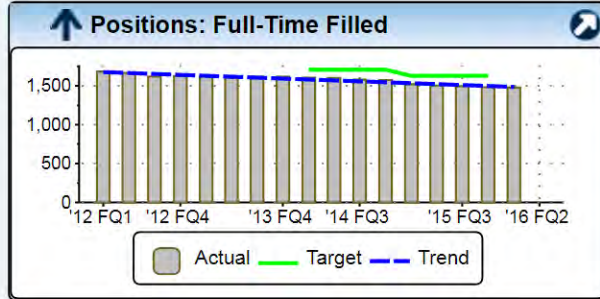 Positions: Full-Time Filled
1,500
1,000
500
0
'12 FQ1 '12 FQ4 '13 FQ4 '14 FQ3 '15 FQ3 '16 FQ2
Actual Target Trend